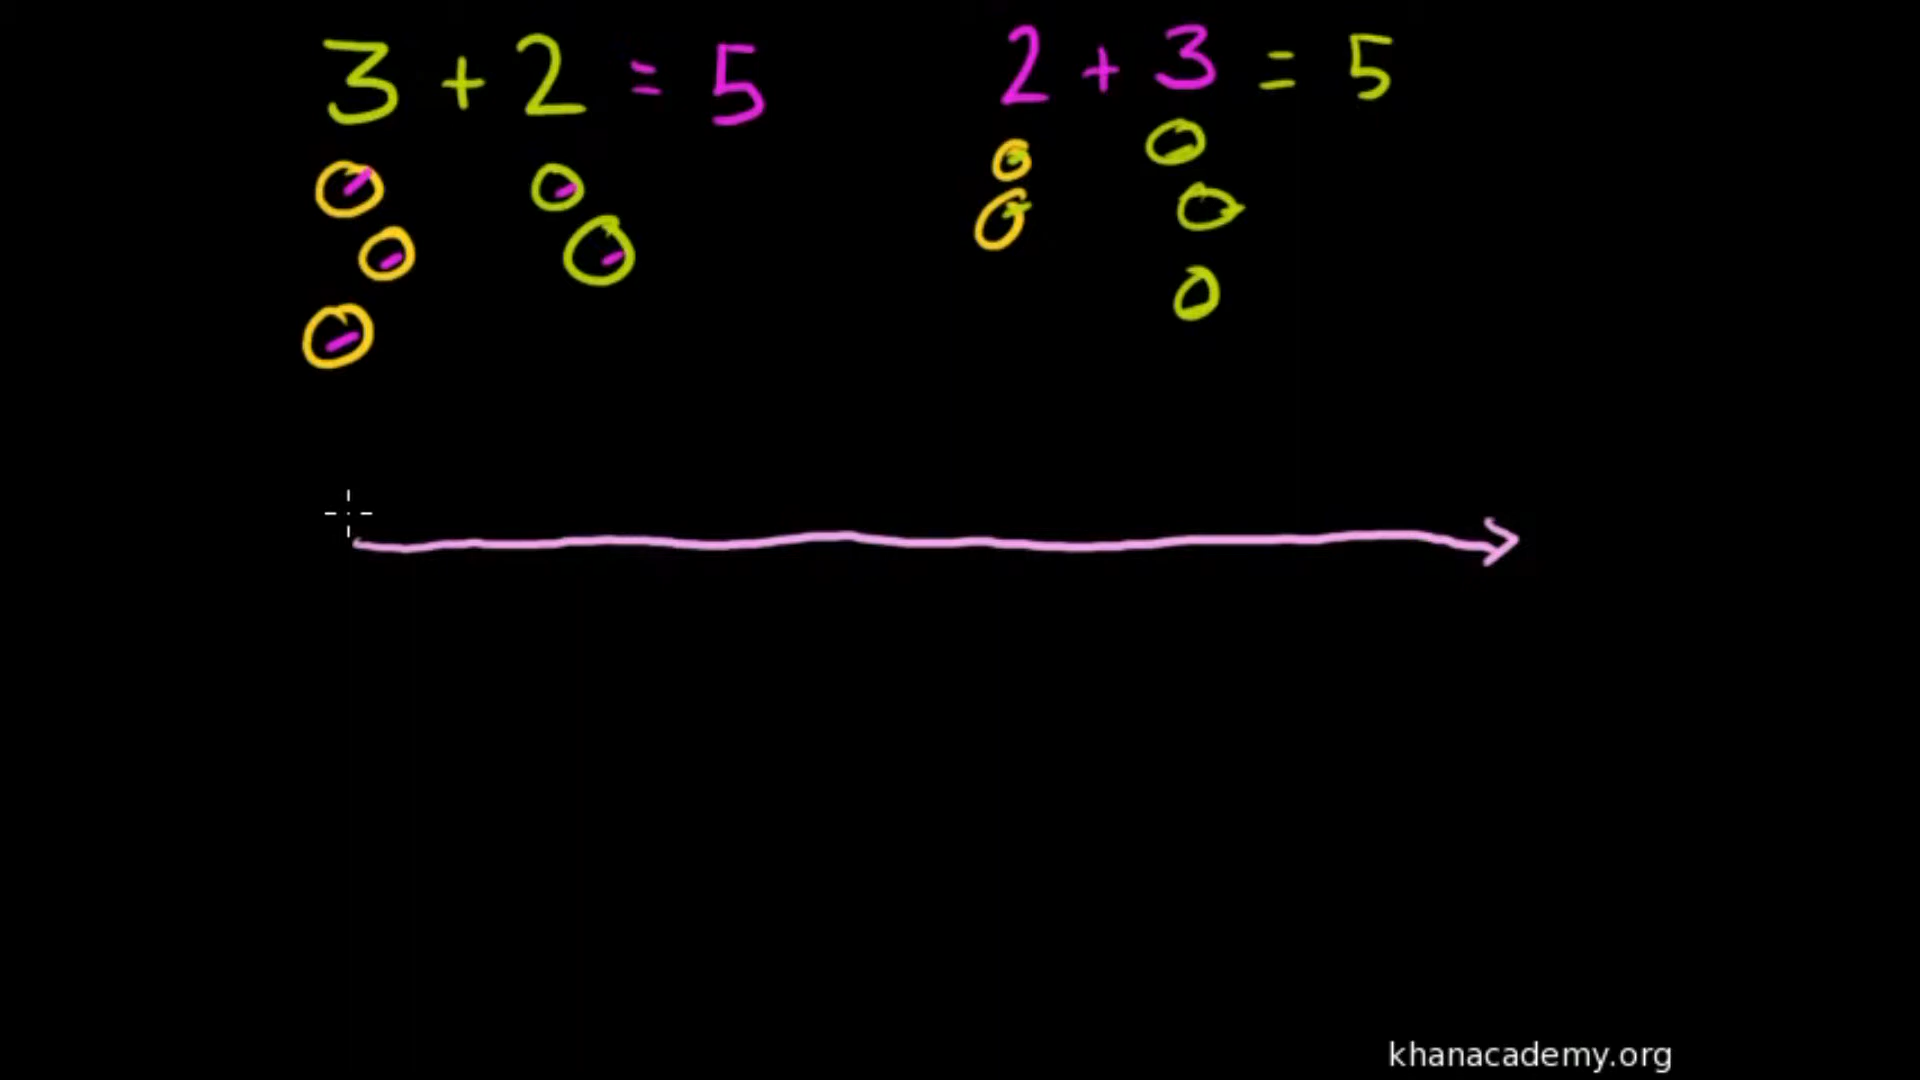 3 + 2 = 5    2 + 3 = 5
khanacademy.org